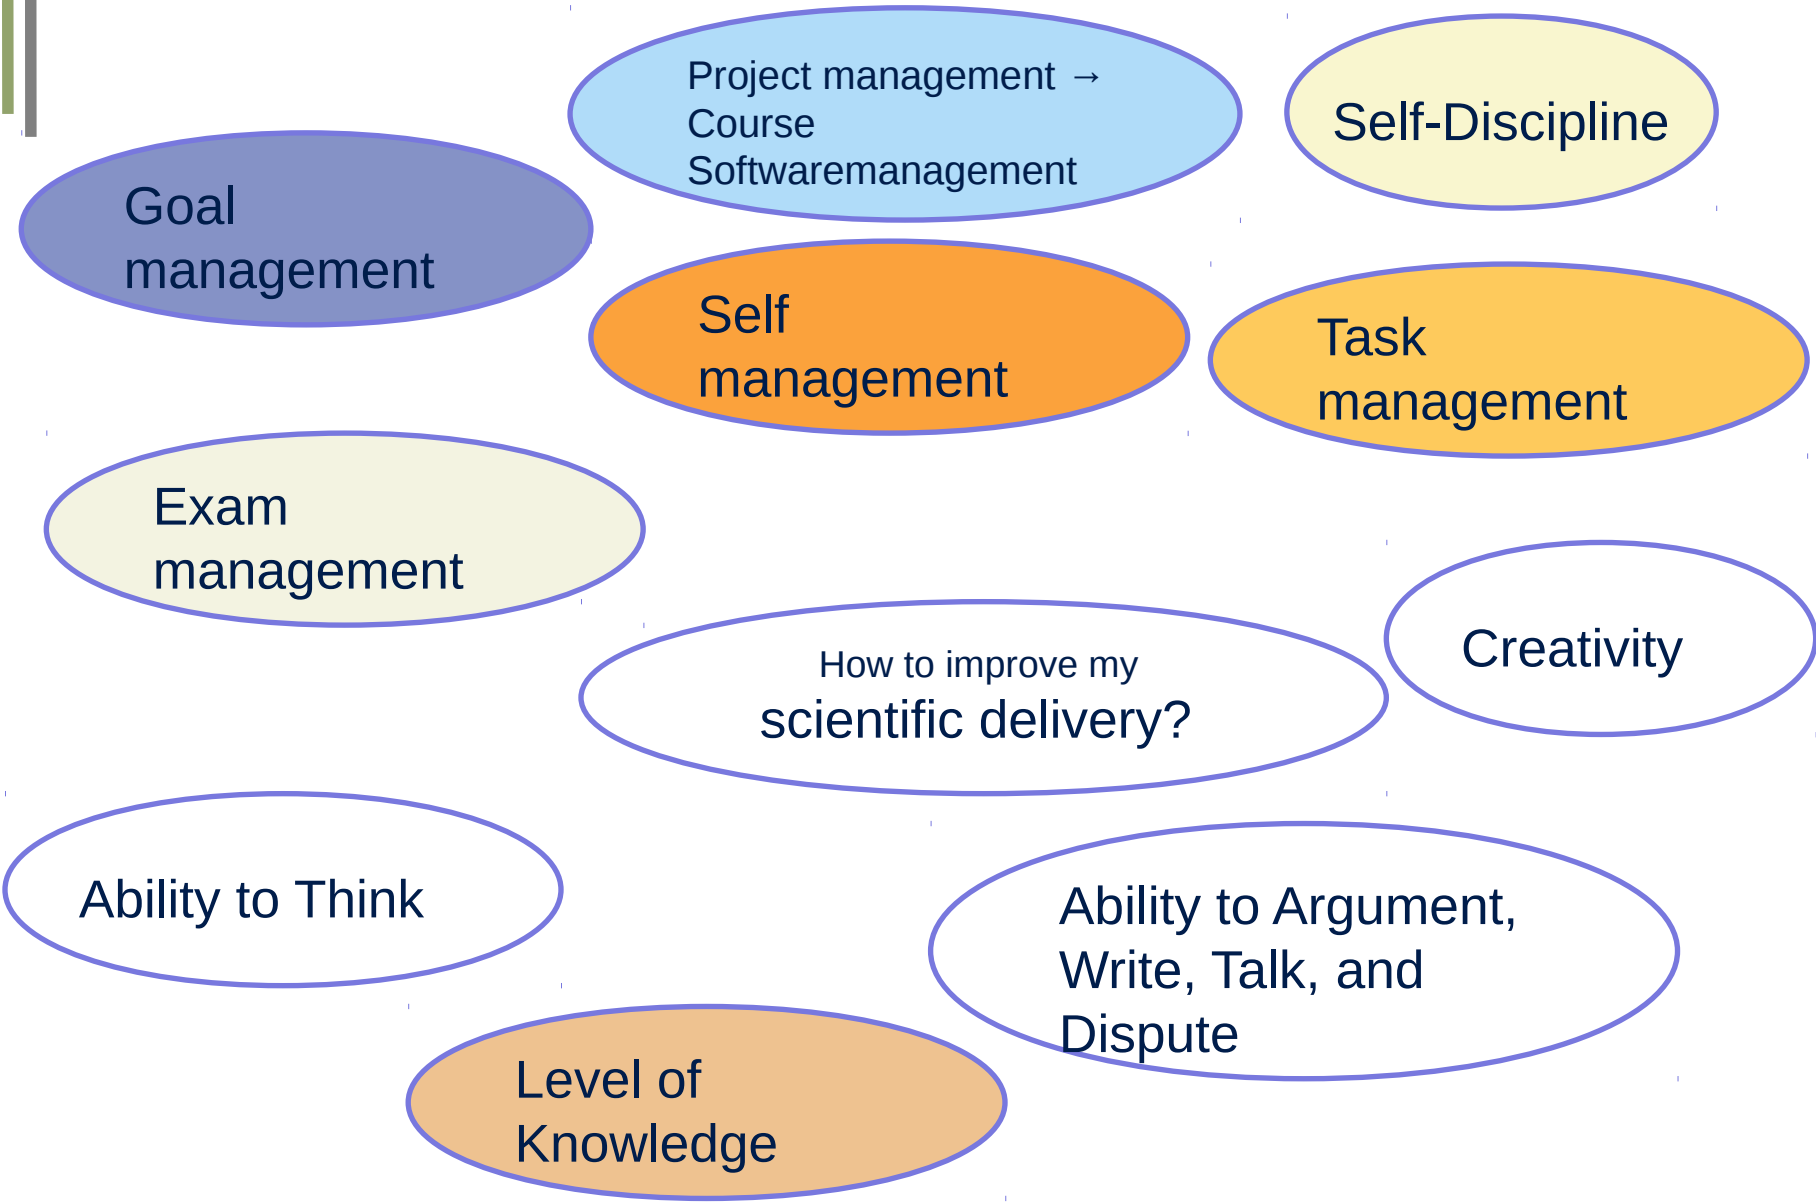 Project management →
Course
Softwaremanagement
Self-Discipline
Goal
management
Self
management
Task
management
Exam
management
How to improve my
scientific delivery?
Creativity
Ability to Think
Ability to Argument,
Write, Talk, and
Dispute
Level of
Knowledge